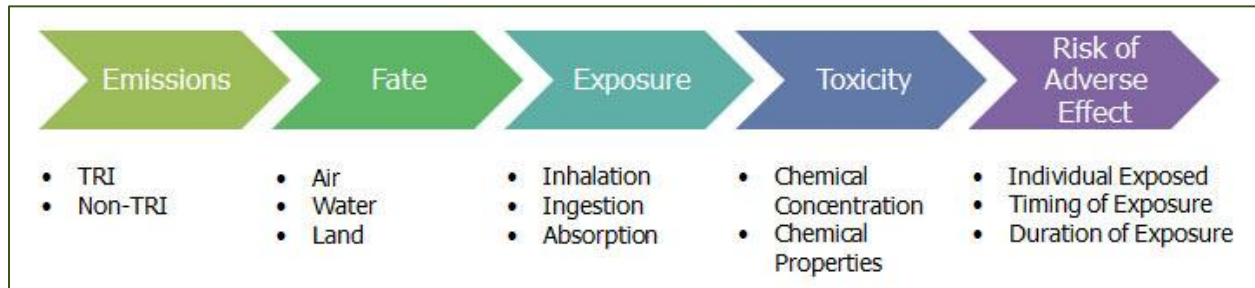 Emissions
Fate
Exposure
Toxicity
Risk of
Adverse
Effect
• TRI
• Non-TRI
• Air
• Water
• Land
• Inhalation
• Ingestion
• Absorption
• Chemical
Concentration
• Chemical
Properties
• Individual Exposed
• Timing of Exposure
• Duration of Exposure